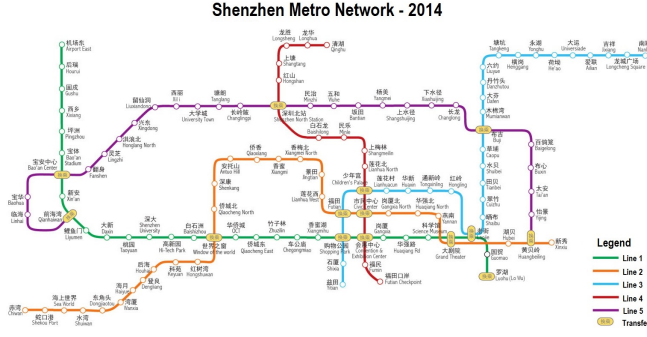 Shenzhen Metro Network - 2014
机场东
Airport East
后瑞
Hourui
固戍
Gushu
西乡
Xixiang
坪洲
Pingzhou
宝体
Bao'an
Stadium
宝安中心
Bao'an Center
翻身
Fanshen
灵芝
Lingzhi
洪浪北
Honglang North
兴东
Xingdong
留仙洞
Liuxiandong
西丽
Xili
大学城
University Town
塘朗
Tanglang
长岭陂
Changlingpi
深圳北站
Shenzhen North Station
民治
Minzhi
五和
Wuhe
坂田
Bantian
杨美
Yangmei
上水径
Shangshuijing
下水径
Xiashuijing
长龙
Changlong
布吉
Buji
百鸽笼
Baigelong
布心
Buxin
太安
Tai'an
怡景
Yijing
黄贝岭
Huangbeiling
新秀
Xinxiu
清湖
Qinghu
龙华
Longhua
龙胜
Longsheng
上塘
Shangtang
红山
Hongshan
白石龙
Baishilong
民乐
Minle
上梅林
Shangmeilin
莲花北
Lianhua North
少年宫
Children's Palace
莲花村
Lianhuacun
华新
Huaxin
通新岭
Tongxinling
红岭
Hongling
塘坑
Tangkeng
横岗
Henggang
永湖
Yonghu
荷坳
He'ao
大运
Universiade
爱联
Ailian
吉祥
Jixiang
龙城广场
Longcheng Square
六约
Liuyue
丹竹头
Danzhutou
大芬
Dafen
木棉湾
Mumianwan
草埔
Caopu
水贝
Shuibei
田贝
Tianbei
翠竹
Cuizhu
晒布
Shaibu
湖贝
Hubei
国贸
Guomao
罗湖
Luohu (Lo Wu)
宝华
Baohua
临海
Linhai
新安
Xin'an
前海湾
Qianhaiwan
鲤鱼门
Liyumen
大新
Daxin
桃园
Taoyuan
深大
Shenzhen
University
高新园
Hi-Tech Park
白石洲
Baishizhou
世界之窗
Window of the world
华侨城
OCT
侨城东
Qiaocheng East
竹子林
Zhuzilin
车公庙
Chegongmiao
香蜜湖
Xiangmihu
购物公园
Shopping Park
会展中心
Convention &
Exhibition Center
岗厦
Gangxia
华强路
Huaqiang Rd
科学馆
Science Museum
大剧院
Grand Theater
燕南
Yannan
华强北
Huaqiang North
岗厦北
Gangxia North
市民中心
Civic Center
福田
Futian
莲花西
Lianhua West
景田
Jingtian
香梅北
Xiangmei North
香蜜
Xiangmi
侨香
Qiaoxiang
安托山
Antuo Hill
深康
Shenkang
侨城北
Qiaocheng North
石厦
Shixia
益田
Yitian
福民
Fumin
福田口岸
Futian Checkpoint
红树湾
Hongshuwan
科苑
Keyuan
后海
Houhai
登良
Dengliang
海月
Haiyue
湾厦
Wanxia
东角头
Dongjiaotou
水湾
Shuiwan
海上世界
Sea World
蛇口港
Shekou Port
赤湾
Chiwan
Legend
Line 1
Line 2
Line 3
Line 4
Line 5